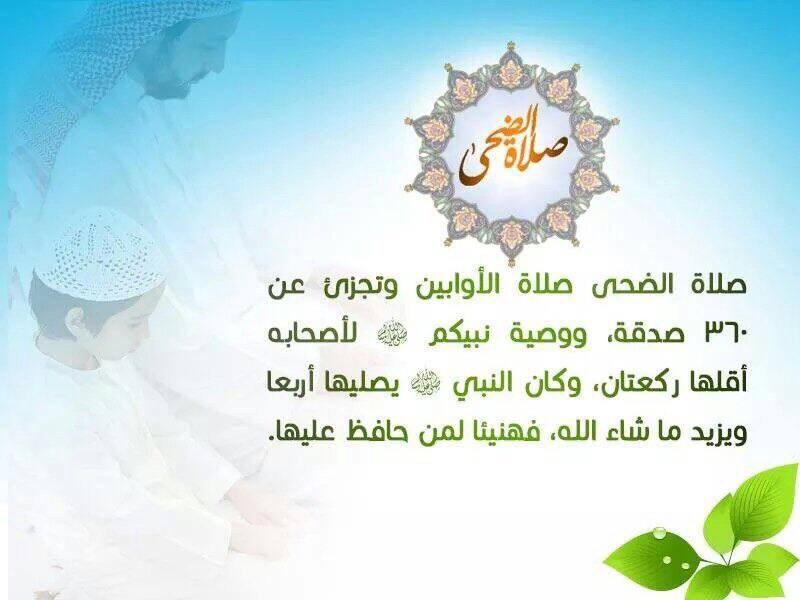 صلاة الضحى
صلاة الضحى صلاة الأوابين وتجزئ عن
٣٦٠ صدقة، ووصية نبيكم ﷺ لأصحابه
أقلها ركعتان، وكان النبي ﷺ يصليها أربعا
ويزيد ما شاء الله، فهنيئا لمن حافظ عليها.